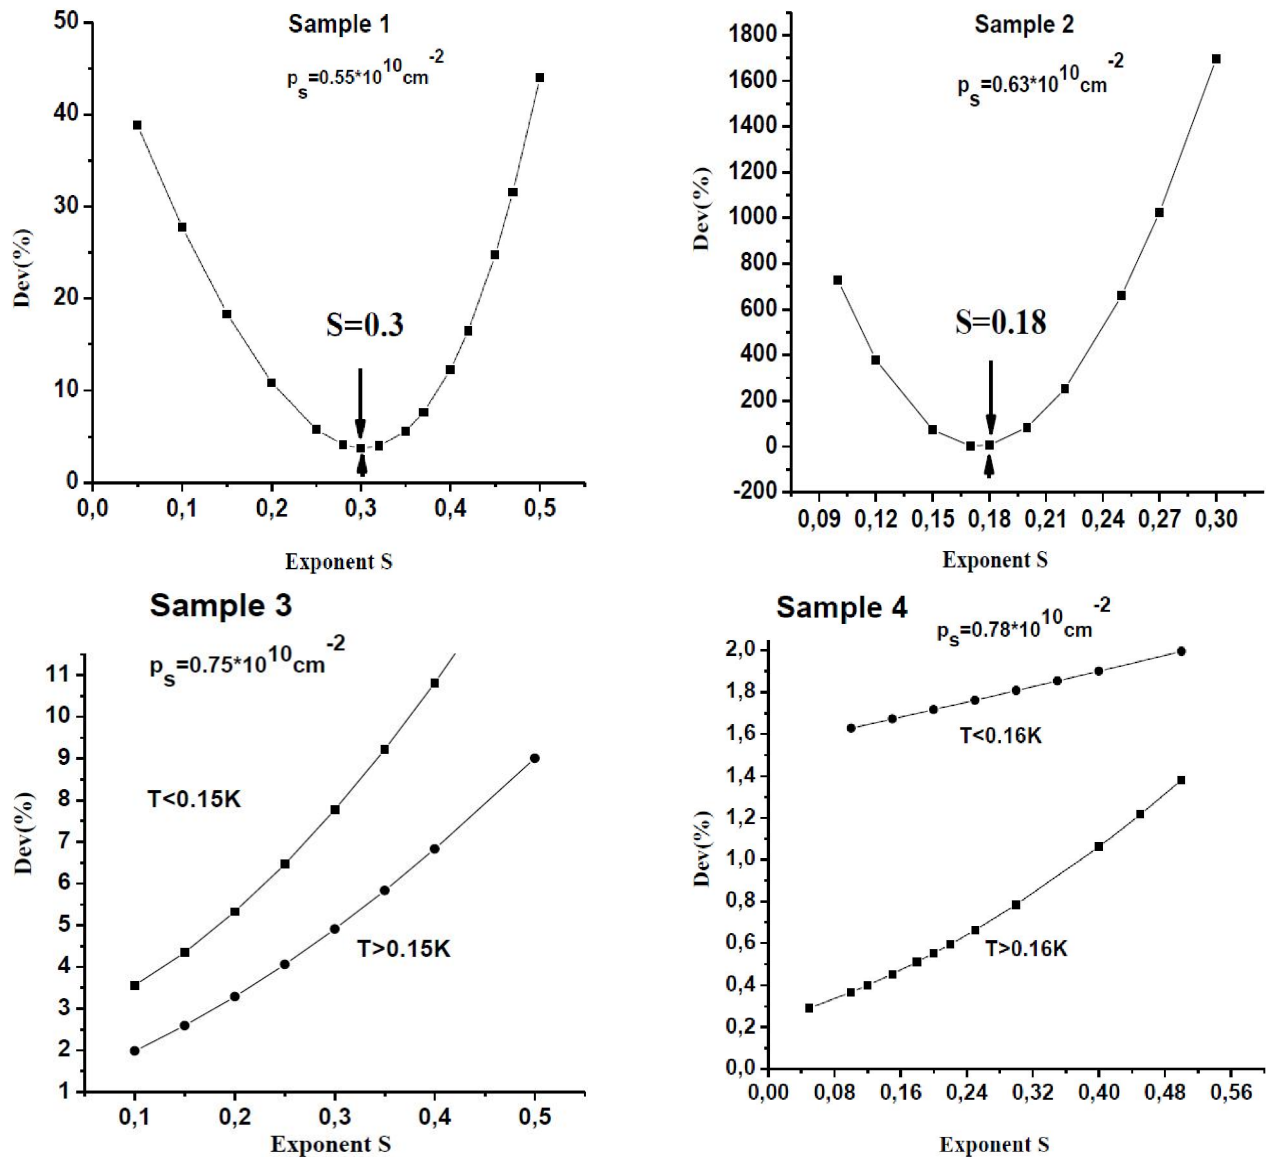 Sample 1
p_s=0.55*10^10cm^-2
50
40
30
20
10
0
Dev(%)
S=0.3
0,0 0,1 0,2 0,3 0,4 0,5
Exponent S
Sample 2
p_s=0.63*10^10cm^-2
1800
1600
1400
1200
1000
800
600
400
200
0
-200
Dev(%)
S=0.18
0,09 0,12 0,15 0,18 0,21 0,24 0,27 0,30
Exponent S
Sample 3
p_s=0.75*10^10cm^-2
11
10
9
8
7
6
5
4
3
2
1
Dev(%)
T<0.15K
T>0.15K
0,1 0,2 0,3 0,4 0,5
Exponent S
Sample 4
p_s=0.78*10^10cm^-2
2,0
1,8
1,6
1,4
1,2
1,0
0,8
0,6
0,4
0,2
0,0
Dev(%)
T<0.16K
T>0.16K
0,00 0,08 0,16 0,24 0,32 0,40 0,48 0,56
Exponent S